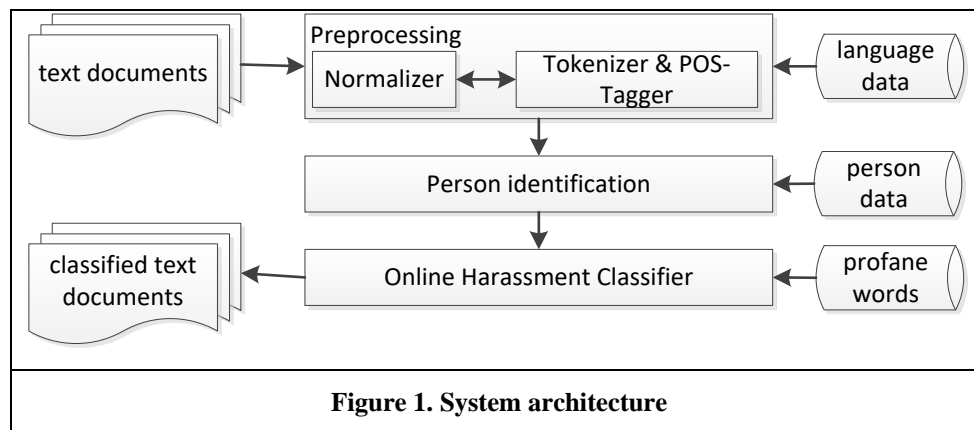 text documents
Preprocessing
Normalizer
Tokenizer & POS-
Tagger
language
data
Person identification
person
data
classified text
documents
Online Harassment Classifier
profane
words
Figure 1. System architecture